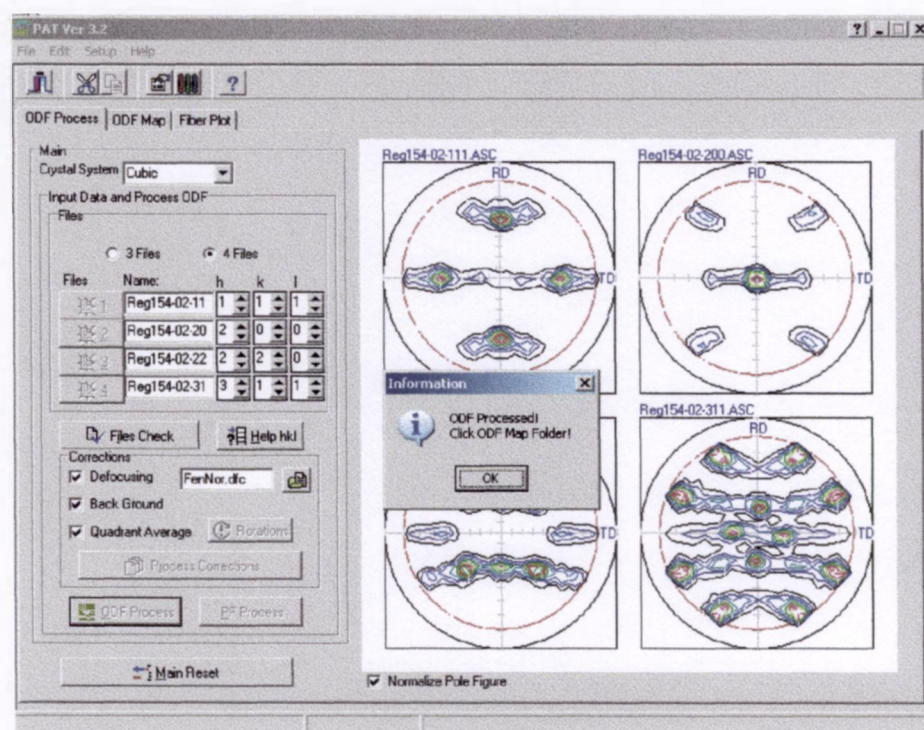 PAT Ver 3.2
File Edit Setup Help
ODF Process ODF Map Fiber Plot
Main
Crystal System Cubic
Input Data and Process ODF
Files
3 Files 4 Files
Files Name: h k l
1 Reg154-02-11 1 1 1
2 Reg154-02-20 2 0 0
3 Reg154-02-22 2 2 0
4 Reg154-02-31 3 1 1
Files Check Help hkl
Corrections
Defocusing FenNor.dfc
Back Ground
Quadrant Average Rotations
Process Corrections
ODF Process PF Process
Main Reset
Reg154-02-111.ASC
RD
TD
Reg154-02-200.ASC
RD
TD
Information
ODF Processed!
Click ODF Map Folder!
OK
TD
Reg154-02-311.ASC
RD
TD
Normalize Pole Figure